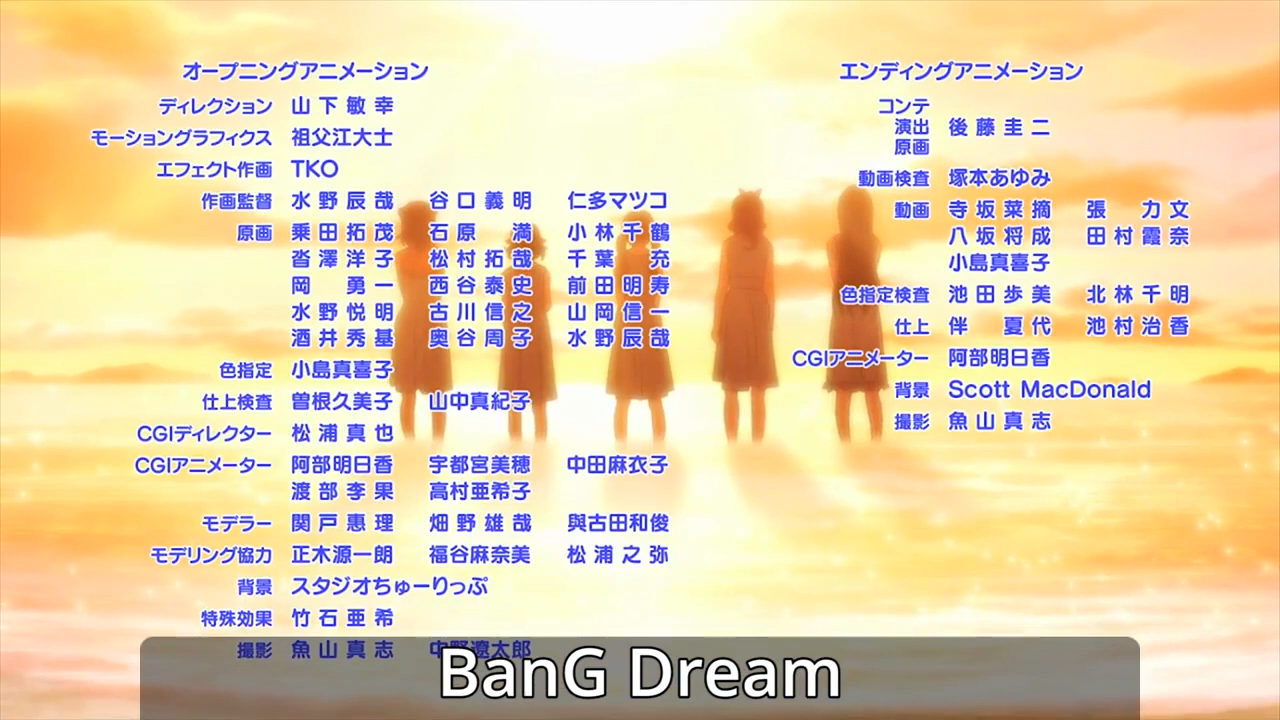 オープニングアニメーション
ディレクション 山下敏幸
モーショングラフィクス 祖父江大士
エフェクト作画 TKO
作画監督 水野辰哉 谷口義明 仁多マツコ
原画 乗田拓茂 石原満 小林千鶴
沓澤洋子 松村拓哉 千葉充
岡勇一 西谷泰史 前田明寿
水野悦明 古川信之 山岡信一
酒井秀基 奥谷周子 水野辰哉
色指定 小島真喜子
仕上検査 曽根久美子 山中真紀子
CGIディレクター 松浦真也
CGIアニメーター 阿部明日香 宇都宮美穂 中田麻衣子
渡部李果 高村亜希子
モデラー 関戸惠理 畑野雄哉 與古田和俊
モデリング協力 正木源一朗 福谷麻奈美 松浦之弥
背景 スタジオちゅーりっぷ
特殊効果 竹石亜希
撮影 魚山真志 中野遼太郎
エンディングアニメーション
コンテ
演出 後藤圭二
原画
動画検査 塚本あゆみ
動画 寺坂菜摘 張力文
八坂将成 田村霞奈
小島真喜子
色指定検査 池田歩美 北林千明
仕上 伴夏代 池村治香
CGIアニメーター 阿部明日香
背景 Scott MacDonald
撮影 魚山真志
BanG Dream